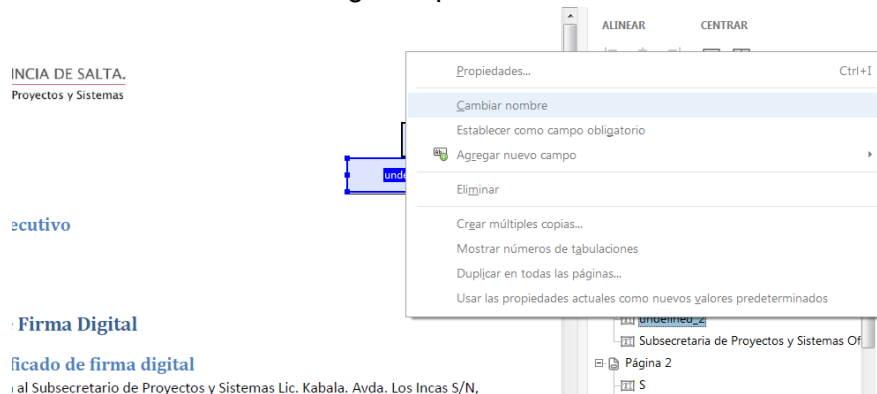 ALINEAR CENTRAR
INCIA DE SALTA.
Proyectos y Sistemas
Propiedades... Ctrl+I
Cambiar nombre
Establecer como campo obligatorio
Agregar nuevo campo
Eliminar
Crear múltiples copias...
Mostrar números de tabulaciones
Duplicar en todas las páginas...
Usar las propiedades actuales como nuevos valores predeterminados
unde
ecutivo
Firma Digital
ficado de firma digital
al Subsecretario de Proyectos y Sistemas Lic. Kabala. Avda. Los Incas S/N,
undefined_2
Subsecretaria de Proyectos y Sistemas Of
Página 2
S